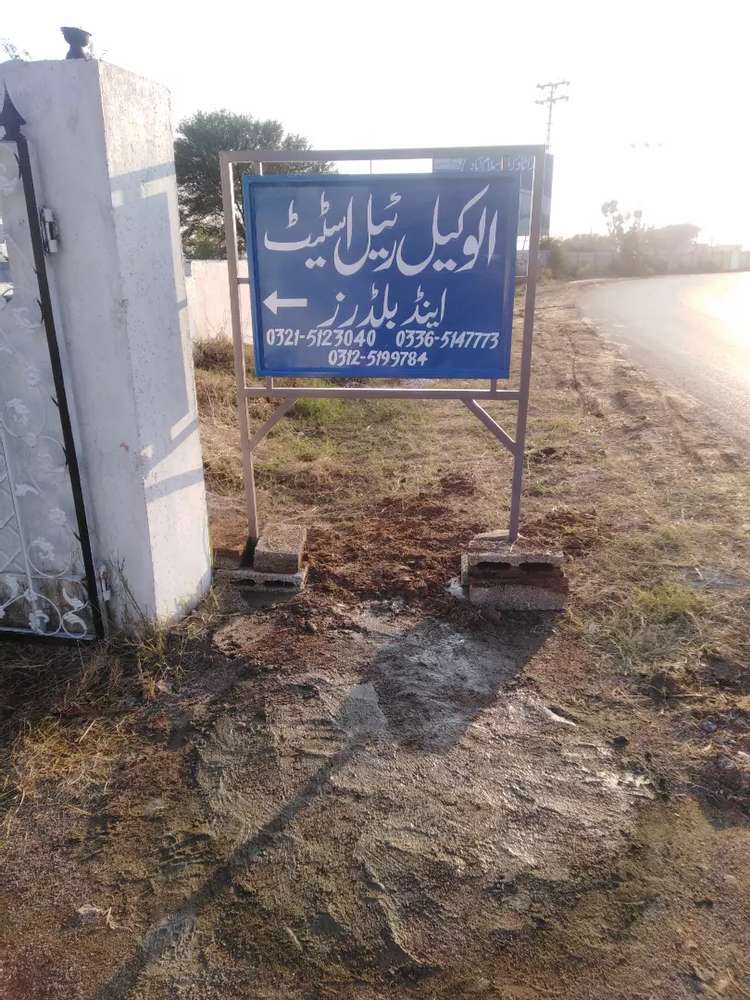 الوکیل رئیل اسٹیٹ
اینڈ بلڈرز
0321-5123040 0336-5147773
0312-5199784